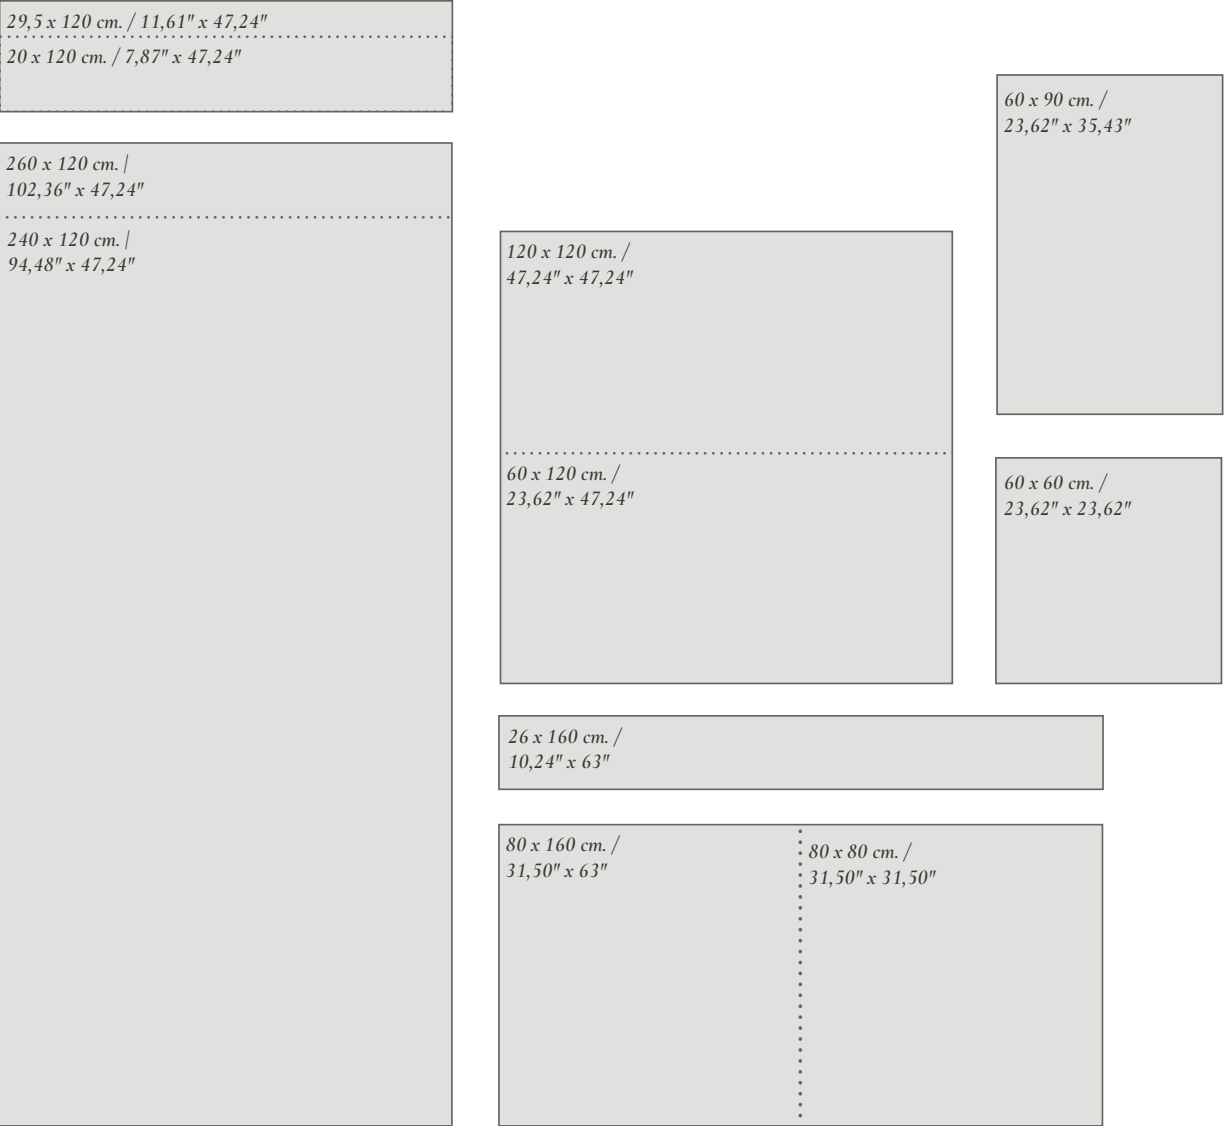 29,5 x 120 cm. / 11,61" x 47,24"
20 x 120 cm. / 7,87" x 47,24"
260 x 120 cm. /
102,36" x 47,24"
240 x 120 cm. /
94,48" x 47,24"
120 x 120 cm. /
47,24" x 47,24"
60 x 120 cm. /
23,62" x 47,24"
60 x 90 cm. /
23,62" x 35,43"
60 x 60 cm. /
23,62" x 23,62"
26 x 160 cm. /
10,24" x 63"
80 x 160 cm. /
31,50" x 63"
80 x 80 cm. /
31,50" x 31,50"